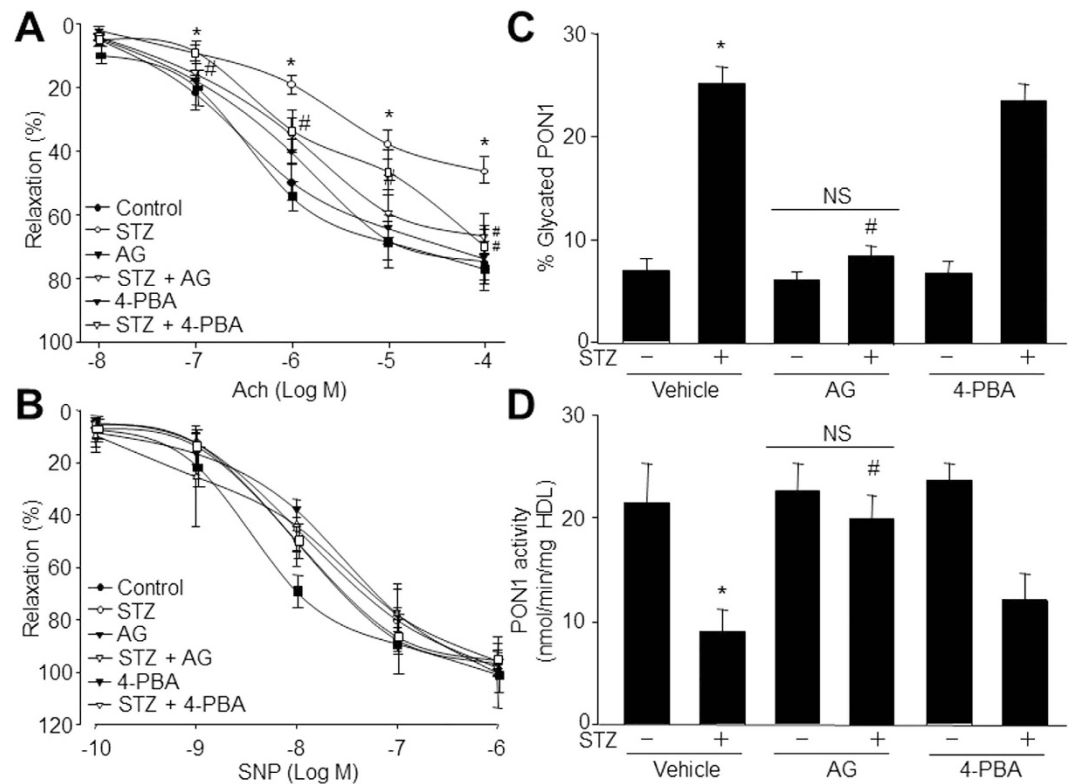 A
*
*
*
*
#
#
#
#
#
0
20
40
60
80
100
Relaxation (%)
Control
STZ
AG
STZ + AG
4-PBA
STZ + 4-PBA
-8
-7
-6
-5
-4
Ach (Log M)
B
0
20
40
60
80
100
120
Relaxation (%)
Control
STZ
AG
STZ + AG
4-PBA
STZ + 4-PBA
-10
-9
-8
-7
-6
SNP (Log M)
C
30
20
10
0
% Glycated PON1
*
NS
#
STZ − + − + − +
Vehicle AG 4-PBA
D
30
20
10
0
PON1 activity
(nmol/min/mg HDL)
*
NS
#
STZ − + − + − +
Vehicle AG 4-PBA